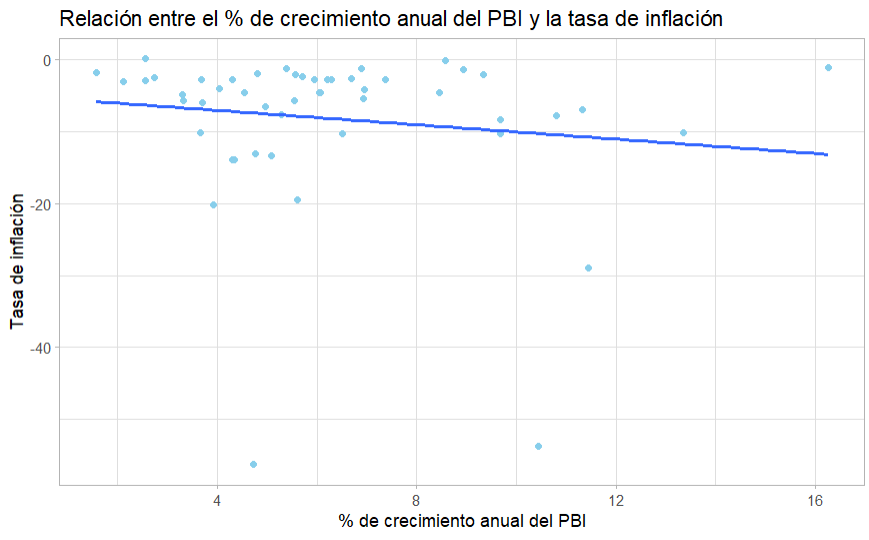 Relación entre el % de crecimiento anual del PBI y la tasa de inflación
Tasa de inflación
0
-20
-40
4
8
12
16
% de crecimiento anual del PBI